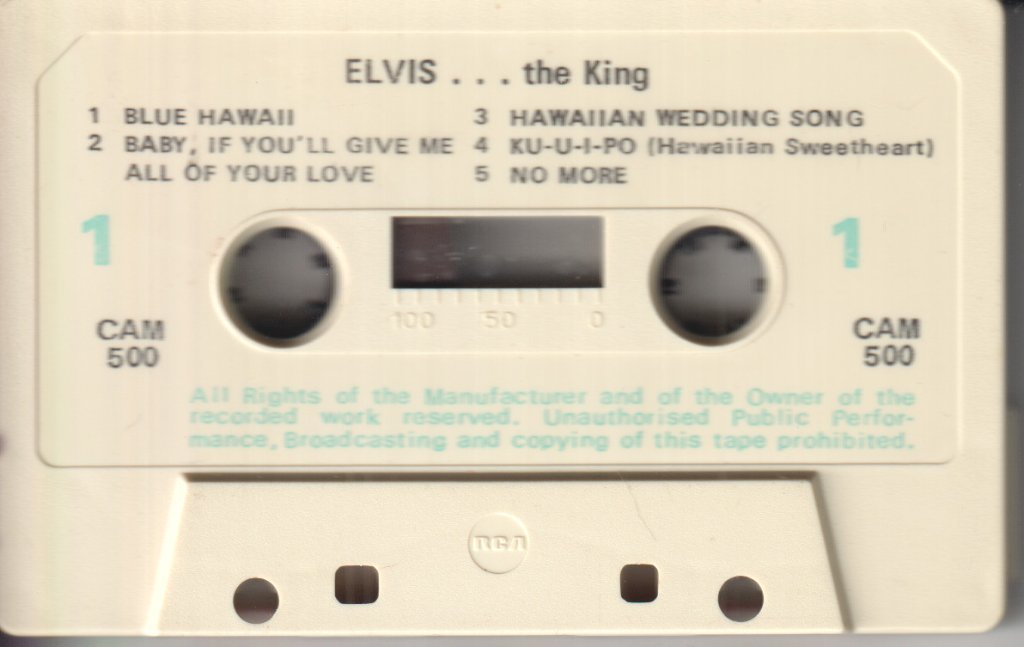 ELVIS . . . the King
1 BLUE HAWAII
2 BABY, IF YOU'LL GIVE ME
ALL OF YOUR LOVE
3 HAWAIIAN WEDDING SONG
4 KU-U-I-PO (Hawaiian Sweetheart)
5 NO MORE
1
1
100 50 0
CAM
500
CAM
500
All Rights of the Manufacturer and of the Owner of the
recorded work reserved. Unauthorised Public Perfor-
mance, Broadcasting and copying of this tape prohibited.
RCA